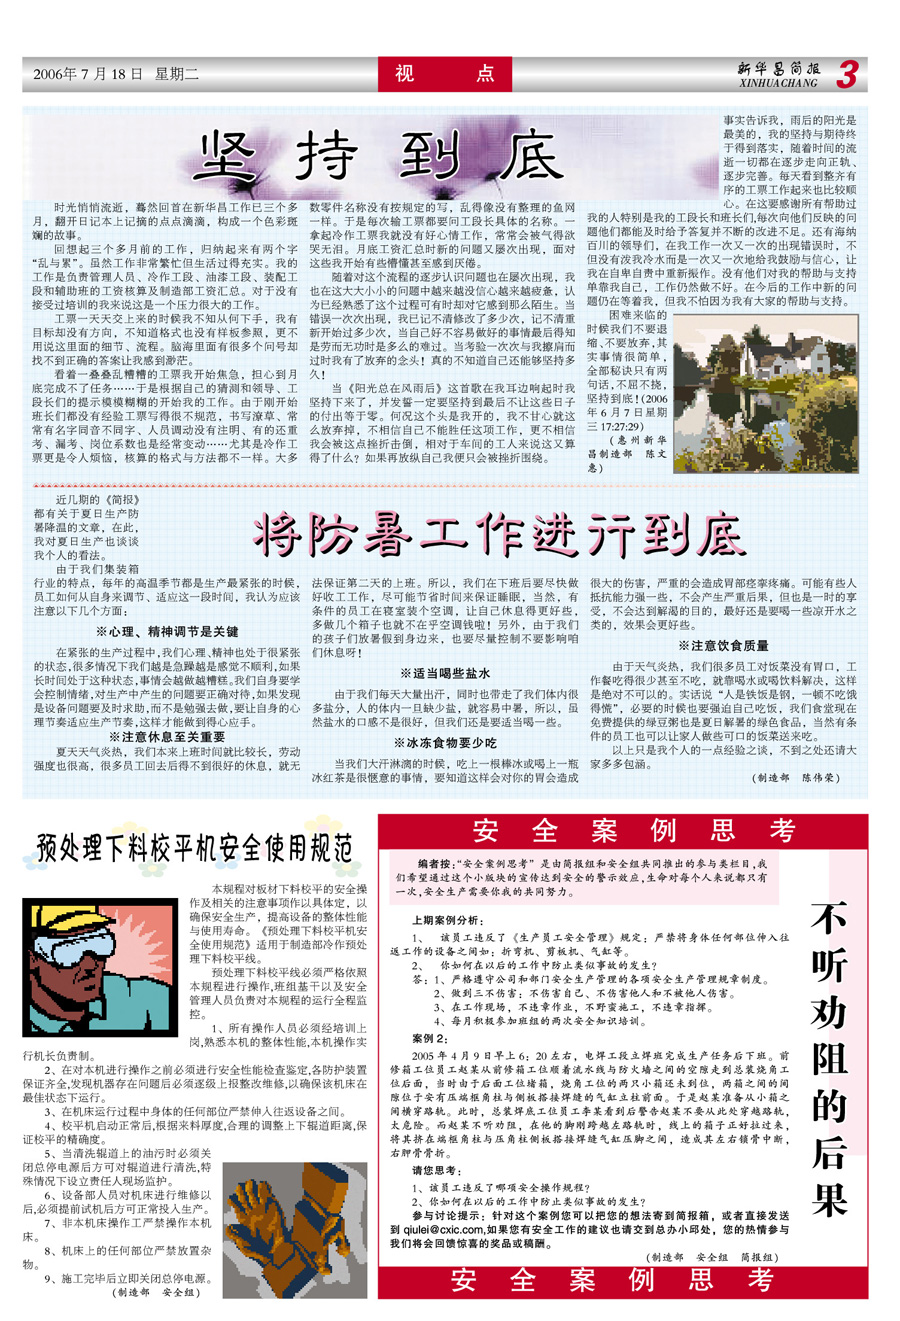 2006年 7 月 18 日 星期二
视 点
新华昌简报
XINHUACHANG
3
坚持到底
时光悄悄流逝，蓦然回首在新华昌工作已三个多
月，翻开日记本上记摘的点点滴滴，构成一个色彩斑
斓的故事。
回想起三个多月前的工作，归纳起来有两个字
“乱与累”。虽然工作非常繁忙但生活过得充实。我的
工作是负责管理人员、冷作工段、油漆工段、装配工
段和辅助班的工资核算及制造部工资汇总。对于没有
接受过培训的我来说这是一个压力很大的工作。
工票一天天交上来的时候我不知从何下手，我有
目标却没有方向，不知道格式也没有样板参照，更不
用说这里面的细节、流程。脑海里面有很多个问号却
找不到正确的答案让我感到渺茫。
看着一叠叠乱糟糟的工票我开始焦急，担心到月
底完成不了任务……于是根据自己的猜测和领导、工
段长们的提示模模糊糊的开始我的工作。由于刚开始
班长们都没有经验工票写得很不规范，书写潦草、常
常有名字同音不同字、人员调动没有注明、有的还重
考、漏考、岗位系数也是经常变动……尤其是冷作工
票更是令人烦恼，核算的格式与方法都不一样。大多
数零件名称没有按规定的写，乱得像没有整理的鱼网
一样。于是每次输工票都要问工段长具体的名称。一
拿起冷作工票我就没有好心情工作，常常会被气得欲
哭无泪。月底工资汇总时新的问题又屡次出现，面对
这些我开始有些懵懂甚至感到厌倦。
随着对这个流程的逐步认识问题也在屡次出现，我
也在这大大小小的问题中越来越没信心越来越疲惫，认
为已经熟悉了这个过程可有时却对它感到那么陌生。当
错误一次次出现，我已记不清修改了多少次，记不清重
新开始过多少次，当自己好不容易做好的事情最后得知
是劳而无功时是多么的难过。当考验一次次与我擦肩而
过时我有了放弃的念头！真的不知道自己还能够坚持多
久！
当《阳光总在风雨后》这首歌在我耳边响起时我
坚持下来了，并发誓一定要坚持到最后不让这些日子
的付出等于零。何况这个头是我开的，我不甘心就这
么放弃掉，不相信自己不能胜任这项工作，更不相信
我会被这点挫折击倒，相对于车间的工人来说这又算
得了什么？如果再放纵自己我便只会被挫折围绕。
事实告诉我，雨后的阳光是
最美的，我的坚持与期待终
于得到落实，随着时间的流
逝一切都在逐步走向正轨、
逐步完善。每天看到整齐有
序的工票工作起来也比较顺
心。在这要感谢所有帮助过
我的人特别是我的工段长和班长们,每次向他们反映的问
题他们都能及时给予答复并不断的改进不足。还有海纳
百川的领导们，在我工作一次又一次的出现错误时，不
但没有泼我冷水而是一次又一次地给我鼓励与信心，让
我在自卑自责中重新振作。没有他们对我的帮助与支持
单靠我自己，工作仍然做不好。在今后的工作中新的问
题仍在等着我，但我不怕因为我有大家的帮助与支持。
困难来临的
时候我们不要退
缩、不要放弃,其
实事情很简单，
全部秘诀只有两
句话,不屈不挠，
坚持到底！(2006
年 6 月 7 日星期
三 17:27:29)
(惠州新华
昌制造部 陈文
惠)
将防暑工作进行到底
近几期的《简报》
都有关于夏日生产防
暑降温的文章，在此，
我对夏日生产也谈谈
我个人的看法。
由于我们集装箱
行业的特点，每年的高温季节都是生产最紧张的时候，
员工如何从自身来调节、适应这一段时间，我认为应该
注意以下几个方面：
※心理、精神调节是关键
在紧张的生产过程中,我们心理、精神也处于很紧张
的状态,很多情况下我们越是急躁越是感觉不顺利,如果
长时间处于这种状态,事情会越做越糟糕。我们自身要学
会控制情绪,对生产中产生的问题要正确对待,如果发现
是设备问题要及时求助,而不是勉强去做,要让自身的心
理节奏适应生产节奏,这样才能做到得心应手。
※注意休息至关重要
夏天天气炎热，我们本来上班时间就比较长，劳动
强度也很高，很多员工回去后得不到很好的休息，就无
法保证第二天的上班。所以，我们在下班后要尽快做
好收工工作，尽可能节省时间来保证睡眠，当然，有
条件的员工在寝室装个空调，让自己休息得更好些，
多做几个箱子也就不在乎空调钱啦！另外，由于我们
的孩子们放暑假到身边来，也要尽量控制不要影响咱
们休息呀！
※适当喝些盐水
由于我们每天大量出汗，同时也带走了我们体内很
多盐分，人的体内一旦缺少盐，就容易中暑，所以，虽
然盐水的口感不是很好，但我们还是要适当喝一些。
※冰冻食物要少吃
当我们大汗淋漓的时候，吃上一根棒冰或喝上一瓶
冰红茶是很惬意的事情，要知道这样会对你的胃会造成
很大的伤害，严重的会造成胃部痉挛疼痛。可能有些人
抵抗能力强一些，不会产生严重后果，但也是一时的享
受，不会达到解渴的目的，最好还是要喝一些凉开水之
类的，效果会更好些。
※注意饮食质量
由于天气炎热，我们很多员工对饭菜没有胃口，工
作餐吃得很少甚至不吃，就靠喝水或喝饮料解决，这样
是绝对不可以的。实话说“人是铁饭是钢，一顿不吃饿
得慌”，必要的时候也要强迫自己吃饭，我们食堂现在
免费提供的绿豆粥也是夏日解暑的绿色食品，当然有条
件的员工也可以让家人做些可口的饭菜送来吃。
以上只是我个人的一点经验之谈，不到之处还请大
家多多包涵。
(制造部 陈伟荣)
预处理下料校平机安全使用规范
本规程对板材下料校平的安全操
作及相关的注意事项作以具体定，以
确保安全生产，提高设备的整体性能
与使用寿命。《预处理下料校平机安
全使用规范》适用于制造部冷作预处
理下料校平线。
预处理下料校平线必须严格依照
本规程进行操作,班组基干以及安全
管理人员负责对本规程的运行全程监
控。
1、所有操作人员必须经培训上
岗,熟悉本机的整体性能,本机操作实
行机长负责制。
2、在对本机进行操作之前必须进行安全性能检查鉴定,各防护装置
保证齐全,发现机器存在问题后必须逐级上报整改维修,以确保该机床在
最佳状态下运行。
3、在机床运行过程中身体的任何部位严禁伸入往返设备之间。
4、校平机启动正常后,根据来料厚度,合理的调整上下辊道距离,保
证校平的精确度。
5、当清洗辊道上的油污时必须关
闭总停电源后方可对辊道进行清洗,特
殊情况下设立责任人现场监护。
6、设备部人员对机床进行维修以
后,必须提前试机后方可正常投入生产。
7、非本机床操作工严禁操作本机
床。
8、机床上的任何部位严禁放置杂
物。
9、施工完毕后立即关闭总停电源。
(制造部 安全组)
安全案例思考
编者按：“安全案例思考”是由简报组和安全组共同推出的参与类栏目,我
们希望通过这个小版块的宣传达到安全的警示效应,生命对每个人来说都只有
一次,安全生产需要你我的共同努力。
上期案例分析：
1、 该员工违反了《生产员工安全管理》规定：严禁将身体任何部位伸入往
返工作的设备之间如：折弯机、剪板机、气缸等。
2、 你如何在以后的工作中防止类似事故的发生?
答：1、严格遵守公司和部门安全生产管理的各项安全生产管理规章制度。
2、做到三不伤害：不伤害自己、不伤害他人和不被他人伤害。
3、在工作现场，不违章作业，不野蛮施工，不违章指挥。
4、每月积极参加班组的两次安全知识培训。
案例 2：
2005 年 4 月 9 日早上 6：20 左右，电焊工段立焊班完成生产任务后下班。前
修箱工位员工赵某从前修箱工位顺着流水线与防火墙之间的空隙走到总装烧角工
位后面，当时由于后面工位堵箱，烧角工位的两只小箱还未到位，两箱之间的间
隙位于安有压端框角柱与侧板搭接焊缝的气缸立柱前面。于是赵某准备从小箱之
间横穿路轨。此时，总装焊底工位员工李某看到后警告赵某不要从此处穿越路轨，
太危险。而赵某不听劝阻，在他的脚刚跨越左路轨时，线上的箱子正好拉过来，
将其挤在端框角柱与压角柱侧板搭接焊缝气缸压脚之间，造成其左右锁骨中断，
右胛骨骨折。
请您思考：
1、该员工违反了哪项安全操作规程?
2、你如何在以后的工作中防止类似事故的发生?
参与讨论提示：针对这个案例您可以把您的想法寄到简报箱，或者直接发送
到 qiulei@cxic.com,如果您有安全工作的建议也请交到总办小邱处，您的热情参与
我们将会回馈惊喜的奖品或稿酬。
(制造部 安全组 简报组)
不听劝阻的后果
安全案例思考